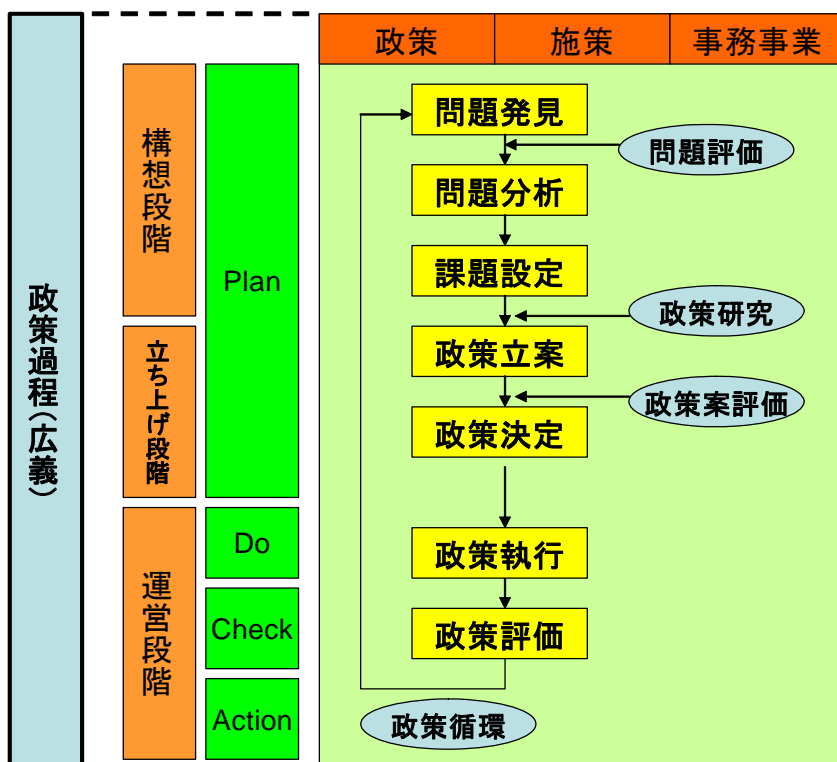 政策
施策
事務事業
政策過程(広義)
構想段階
立ち上げ段階
運営段階
Plan
Do
Check
Action
問題発見
問題評価
問題分析
課題設定
政策研究
政策立案
政策案評価
政策決定
政策執行
政策評価
政策循環